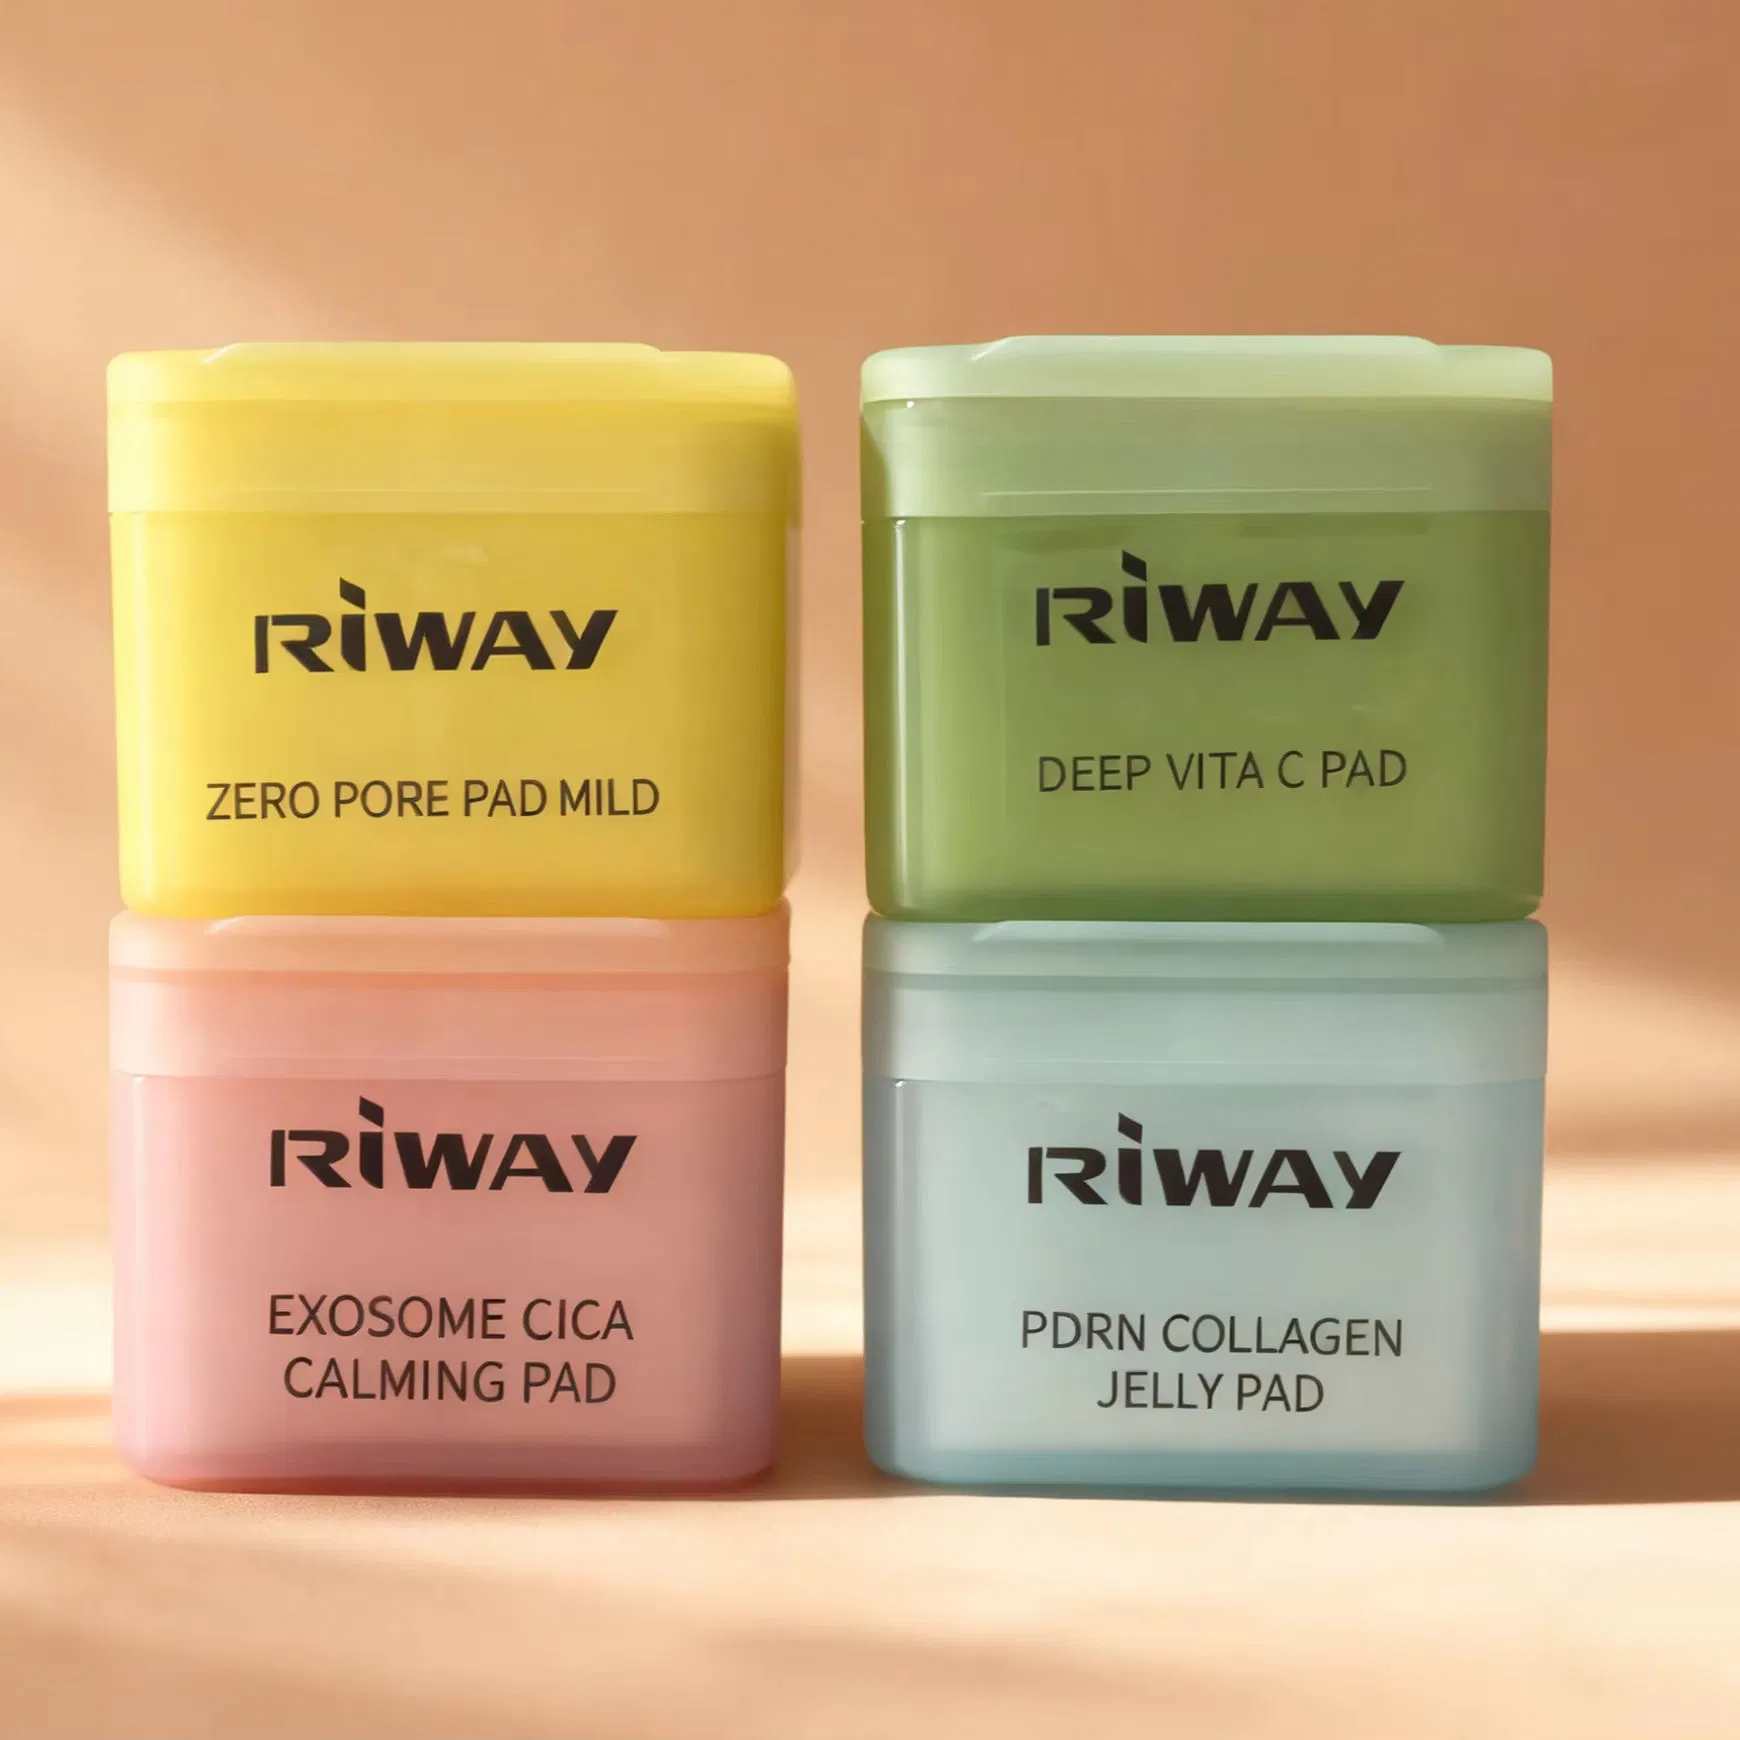 RIWAY
ZERO PORE PAD MILD
RIWAY
DEEP VITA C PAD
RIWAY
EXOSOME CICA
CALMING PAD
RIWAY
PDRN COLLAGEN
JELLY PAD